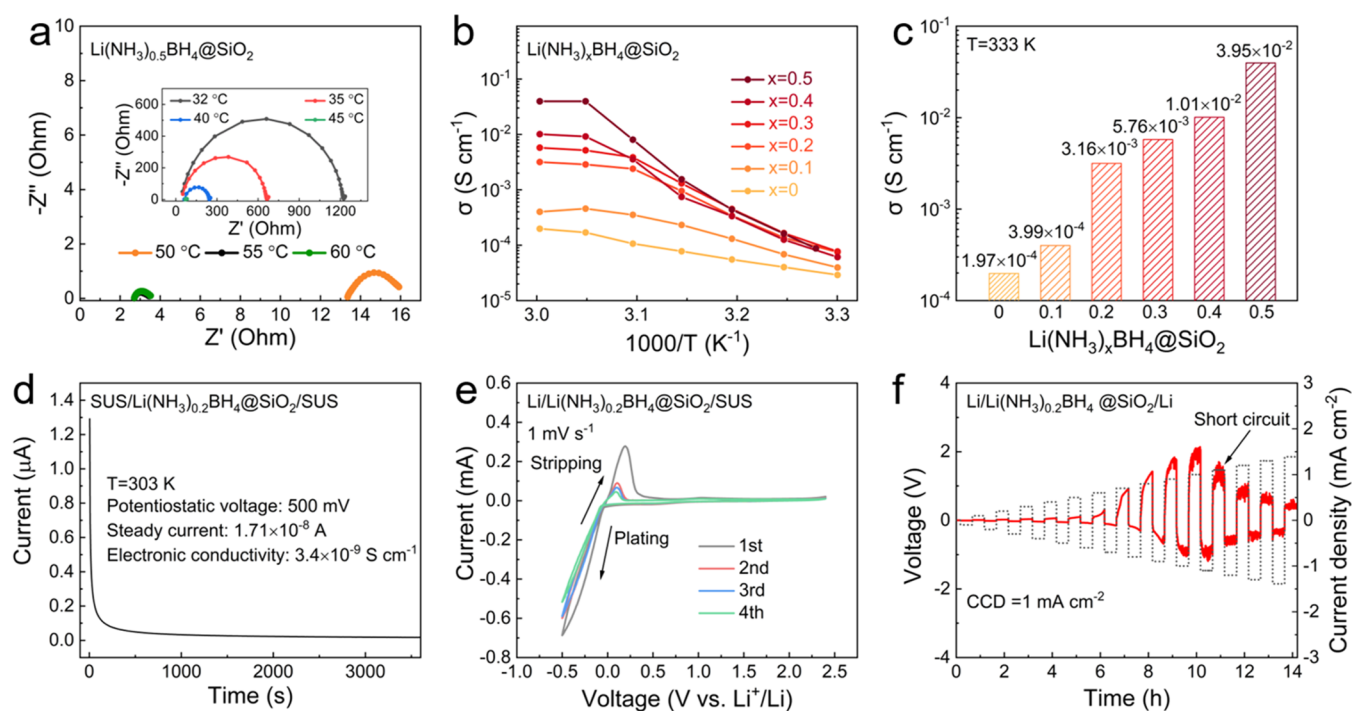 a
Li(NH₃)₀.₅BH₄@SiO₂
-Z'' (Ohm)
10
8
6
4
2
0
600
400
200
0
-Z'' (Ohm)
32 °C
35 °C
40 °C
45 °C
0 300 600 900 1200
Z' (Ohm)
50 °C 55 °C 60 °C
0 2 4 6 8 10 12 14 16
Z' (Ohm)
b
Li(NH₃)ₓBH₄@SiO₂
σ (S cm⁻¹)
10⁻¹
10⁻²
10⁻³
10⁻⁴
10⁻⁵
x=0.5
x=0.4
x=0.3
x=0.2
x=0.1
x=0
3.0 3.1 3.2 3.3
1000/T (K⁻¹)
c
T=333 K
σ (S cm⁻¹)
10⁻¹
10⁻²
10⁻³
10⁻⁴
1.97×10⁻⁴
3.99×10⁻⁴
3.16×10⁻³
5.76×10⁻³
1.01×10⁻²
3.95×10⁻²
0 0.1 0.2 0.3 0.4 0.5
Li(NH₃)ₓBH₄@SiO₂
d
SUS/Li(NH₃)₀.₂BH₄@SiO₂/SUS
Current (μA)
1.4
1.2
1.0
0.8
0.6
0.4
0.2
0.0
T=303 K
Potentiostatic voltage: 500 mV
Steady current: 1.71×10⁻⁸ A
Electronic conductivity: 3.4×10⁻⁹ S cm⁻¹
0 1000 2000 3000
Time (s)
e
Li/Li(NH₃)₀.₂BH₄@SiO₂/SUS
1 mV s⁻¹
Stripping
Plating
Current (mA)
0.6
0.4
0.2
0.0
-0.2
-0.4
-0.6
-0.8
1st
2nd
3rd
4th
-1.0 -0.5 0.0 0.5 1.0 1.5 2.0 2.5
Voltage (V vs. Li⁺/Li)
f
Li/Li(NH₃)₀.₂BH₄ @SiO₂/Li
Short circuit
Voltage (V)
4
2
0
-2
-4
CCD =1 mA cm⁻²
0 2 4 6 8 10 12 14
Time (h)
3
2
1
0
-1
-2
-3
Current density (mA cm⁻²)